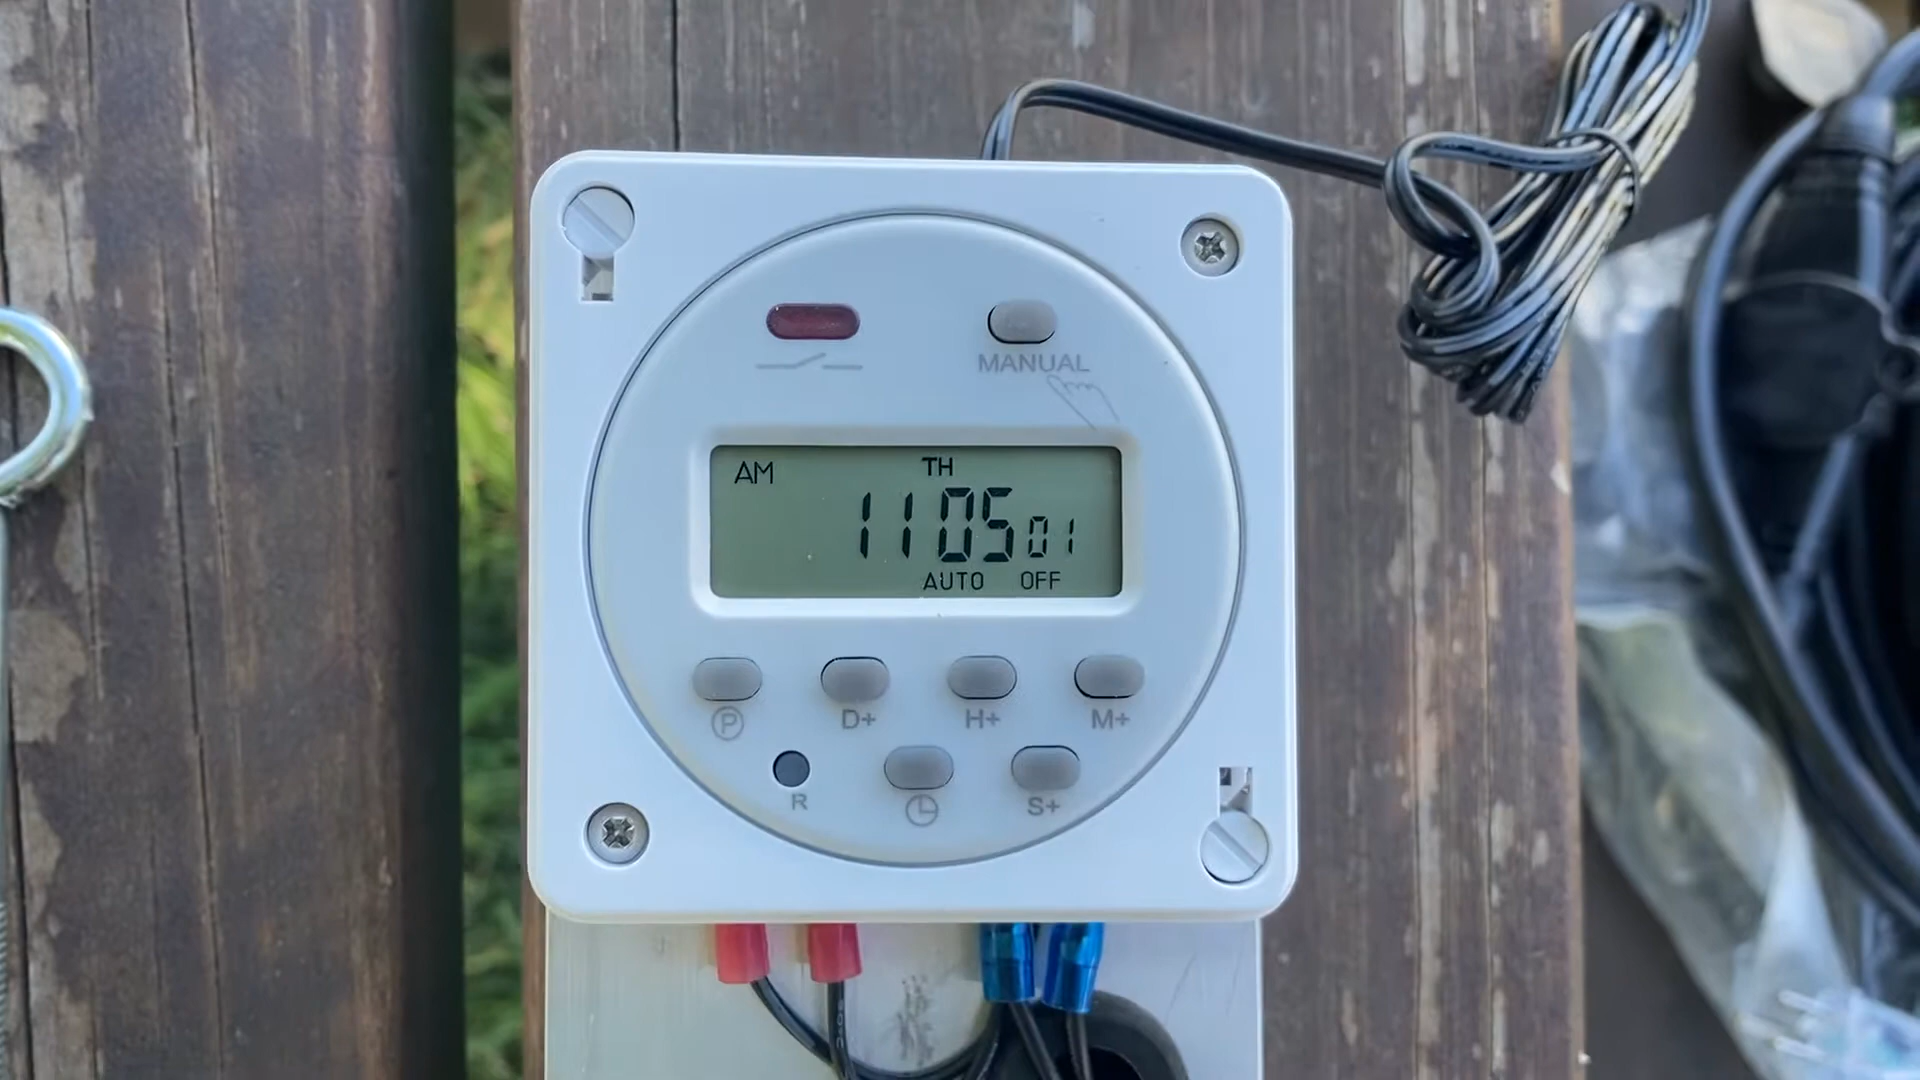 MANUAL
AM TH
11 05 01
AUTO OFF
P D+ H+ M+
R S+